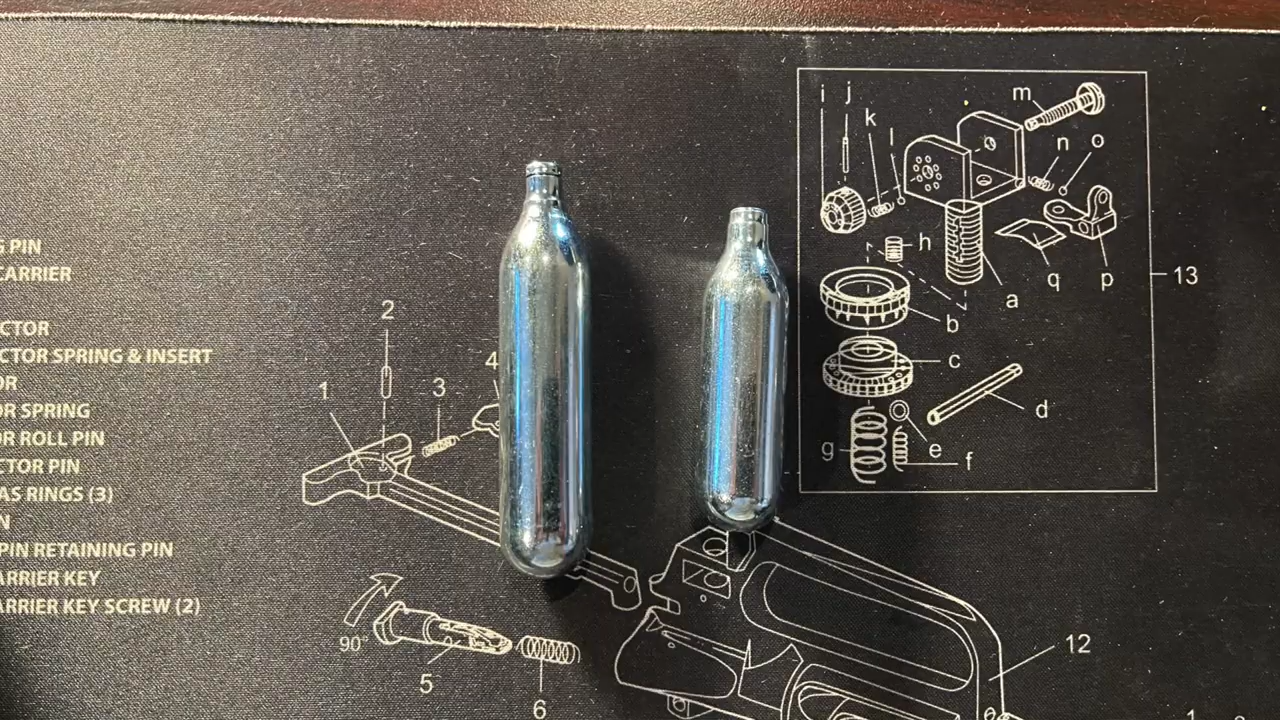 PIN
CARRIER
CTOR
CTOR SPRING & INSERT
OR
OR SPRING
OR ROLL PIN
CTOR PIN
AS RINGS (3)
N
PIN RETAINING PIN
ARRIER KEY
ARRIER KEY SCREW (2)
1
2
3
4
90°
5
6
i
j
k
l
m
n
o
h
a
q
p
b
c
d
e
f
g
13
12